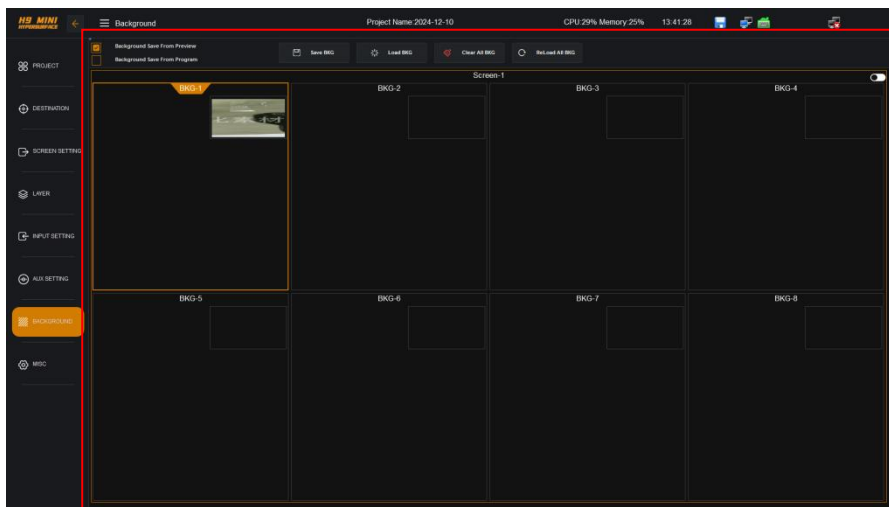 H9 MINI
HYPERSURFACE
Background
Project Name:2024-12-10
CPU:29% Memory:25%
13:41:28
Background Save From Preview
Background Save From Program
Save BKG
Load BKG
Clear All BKG
ReLoad All BKG
PROJECT
DESTINATION
SCREEN SETTING
LAYER
INPUT SETTING
AUX SETTING
BACKGROUND
MISC
Screen-1
BKG-1
BKG-2
BKG-3
BKG-4
BKG-5
BKG-6
BKG-7
BKG-8